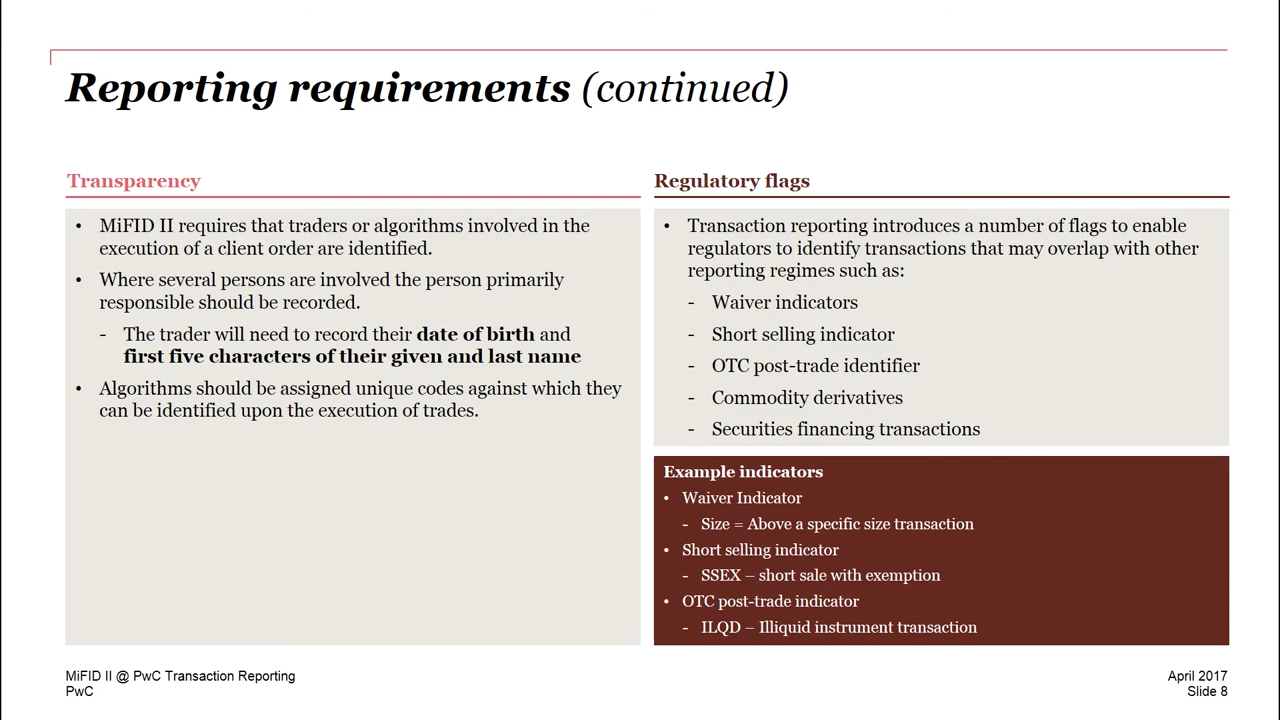 Reporting requirements (continued)
Transparency
• MiFID II requires that traders or algorithms involved in the
execution of a client order are identified.
• Where several persons are involved the person primarily
responsible should be recorded.
- The trader will need to record their date of birth and
first five characters of their given and last name
• Algorithms should be assigned unique codes against which they
can be identified upon the execution of trades.
Regulatory flags
• Transaction reporting introduces a number of flags to enable
regulators to identify transactions that may overlap with other
reporting regimes such as:
- Waiver indicators
- Short selling indicator
- OTC post-trade identifier
- Commodity derivatives
- Securities financing transactions
Example indicators
• Waiver Indicator
- Size = Above a specific size transaction
• Short selling indicator
- SSEX – short sale with exemption
• OTC post-trade indicator
- ILQD – Illiquid instrument transaction
MiFID II @ PwC Transaction Reporting
PwC
April 2017
Slide 8